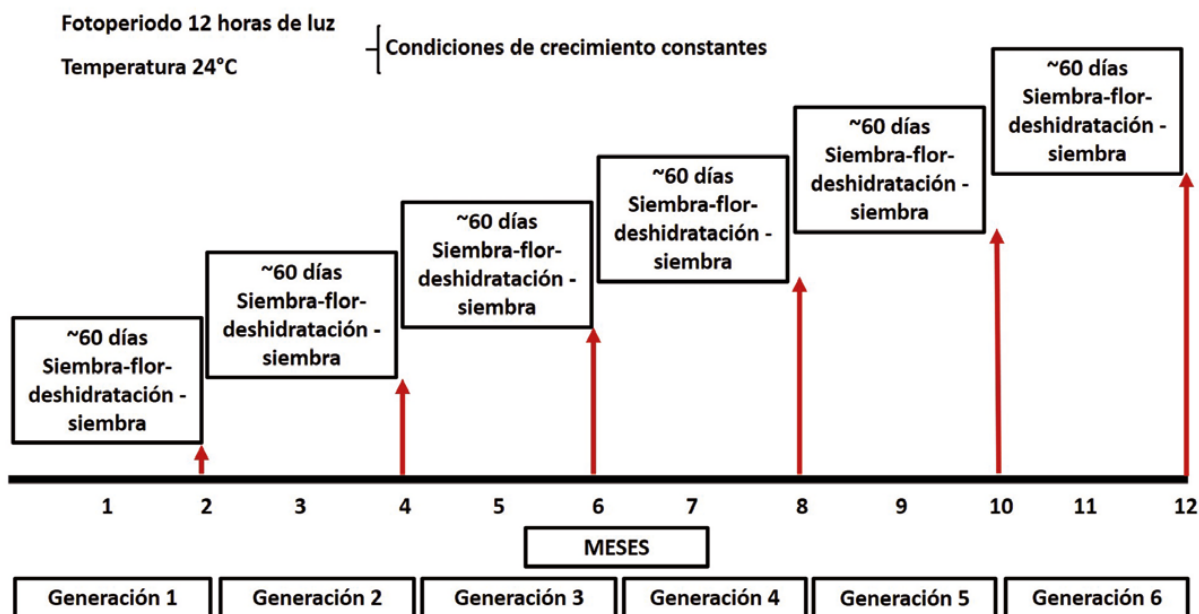 Fotoperiodo 12 horas de luz
Temperatura 24°C
Condiciones de crecimiento constantes
~60 días
Siembra-flor-
deshidratación -
siembra
~60 días
Siembra-flor-
deshidratación -
siembra
~60 días
Siembra-flor-
deshidratación -
siembra
~60 días
Siembra-flor-
deshidratación -
siembra
~60 días
Siembra-flor-
deshidratación -
siembra
~60 días
Siembra-flor-
deshidratación -
siembra
1 2 3 4 5 6 7 8 9 10 11 12
MESES
Generación 1 Generación 2 Generación 3 Generación 4 Generación 5 Generación 6